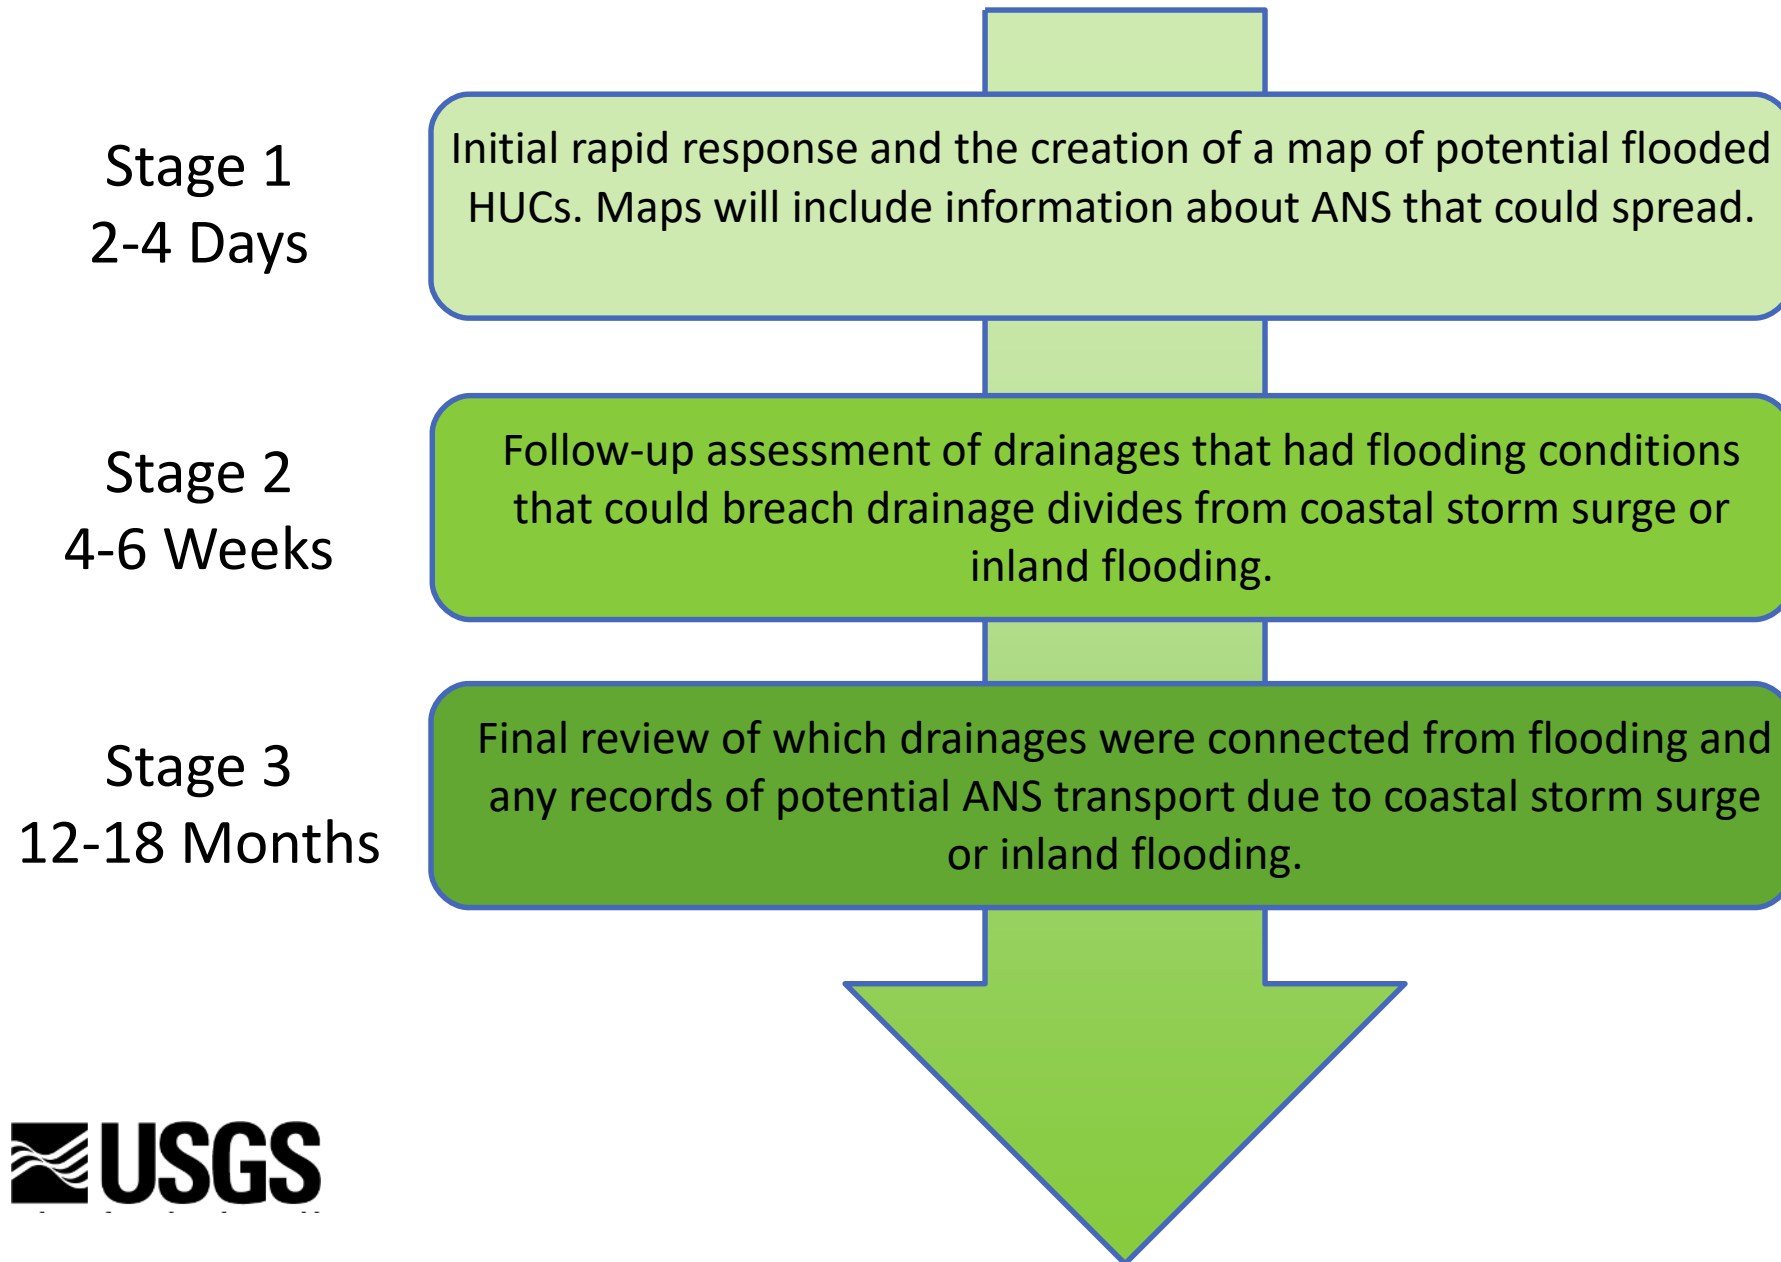 Stage 1
2-4 Days
Initial rapid response and the creation of a map of potential flooded
HUCs. Maps will include information about ANS that could spread.
Stage 2
4-6 Weeks
Follow-up assessment of drainages that had flooding conditions
that could breach drainage divides from coastal storm surge or
inland flooding.
Stage 3
12-18 Months
Final review of which drainages were connected from flooding and
any records of potential ANS transport due to coastal storm surge
or inland flooding.
USGS